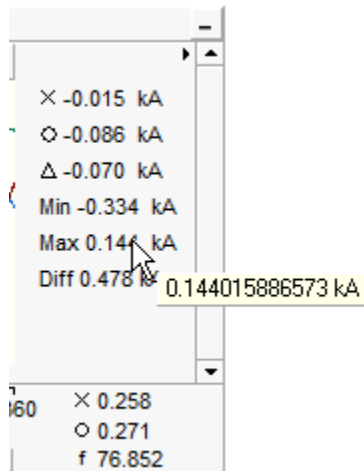 × -0.015 kA
○ -0.086 kA
Δ -0.070 kA
Min -0.334 kA
Max 0.144 kA
Diff 0.478
0.144015886573 kA
× 0.258
○ 0.271
f 76.852